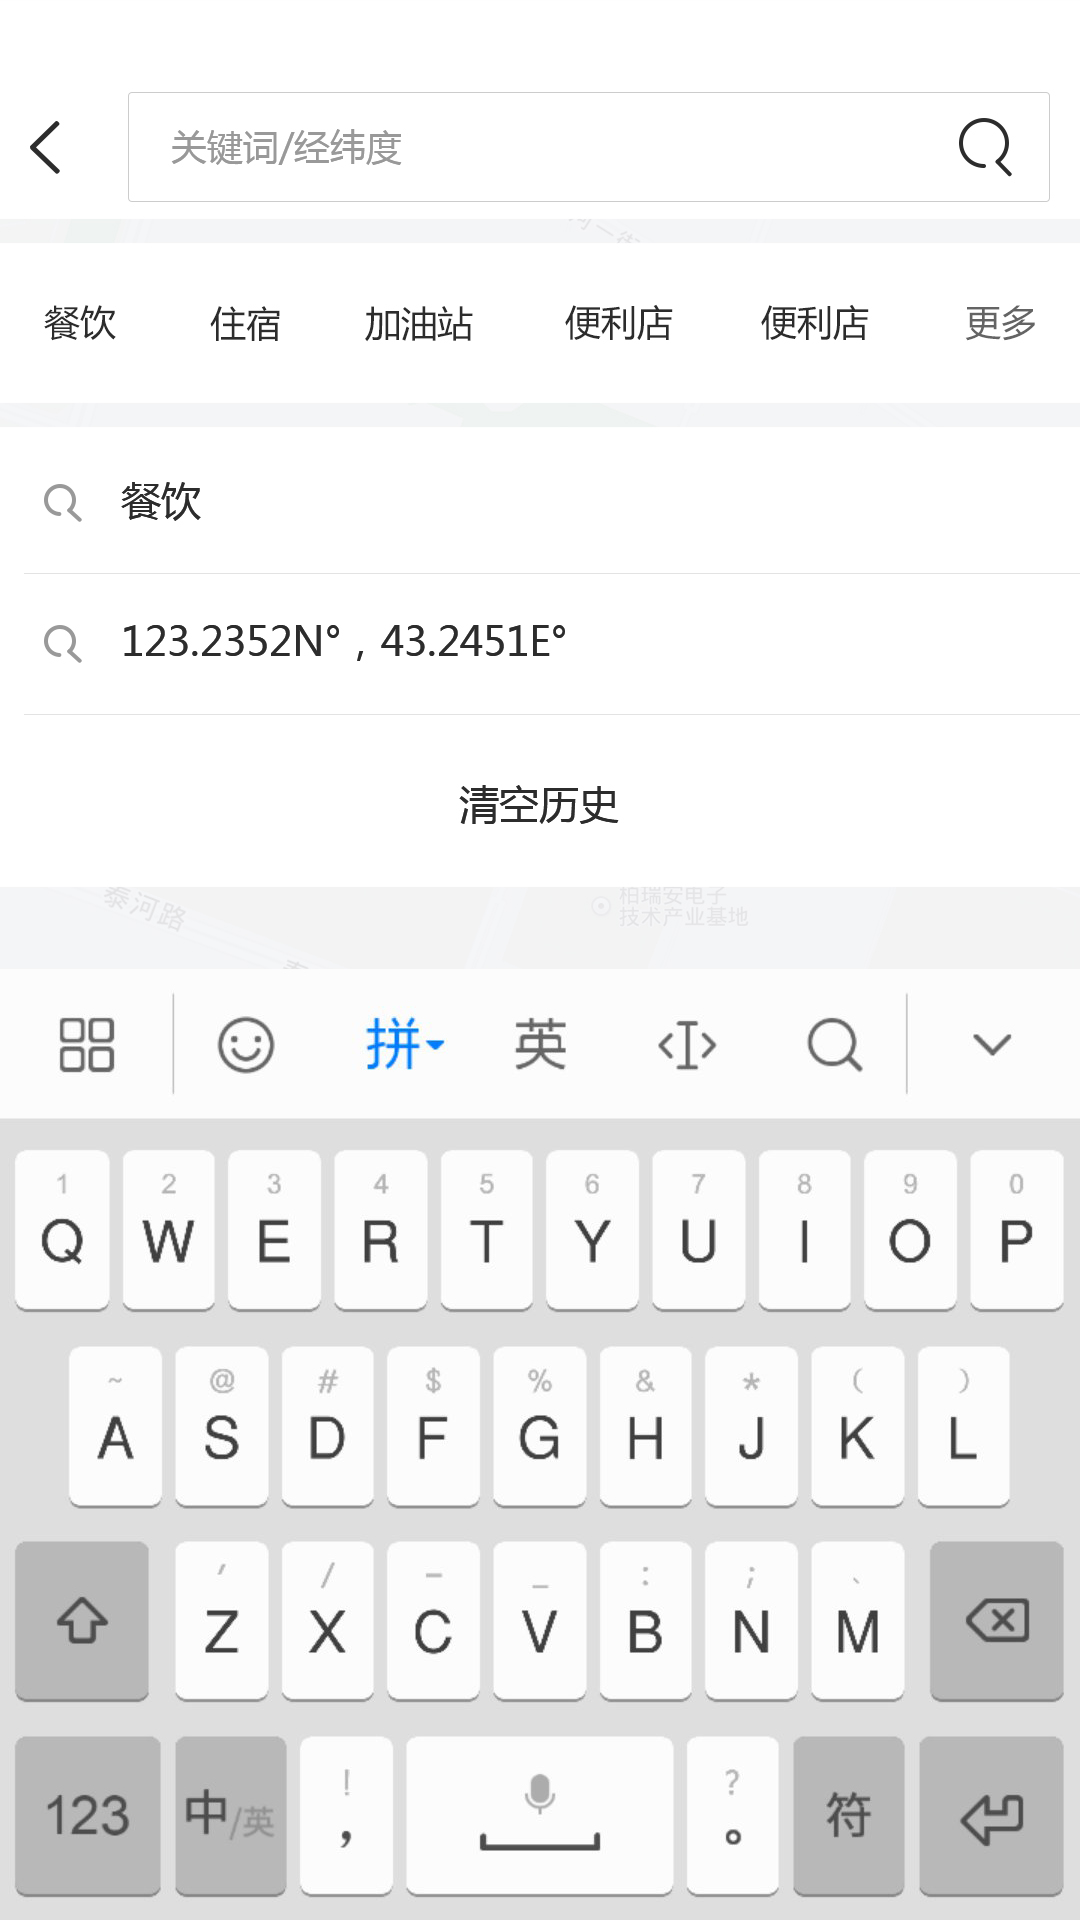 关键词/经纬度
河一街
餐饮 住宿 加油站 便利店 便利店 更多
餐饮
123.2352N°，43.2451E°
清空历史
泰河路
柏瑞安电子
技术产业基地
拼 英
1 2 3 4 5 6 7 8 9 0
Q W E R T Y U I O P
~ @ # $ % & * ( )
A S D F G H J K L
′ / − _ : ; 、
Z X C V B N M
! ?
123 中/英 ， 。 符